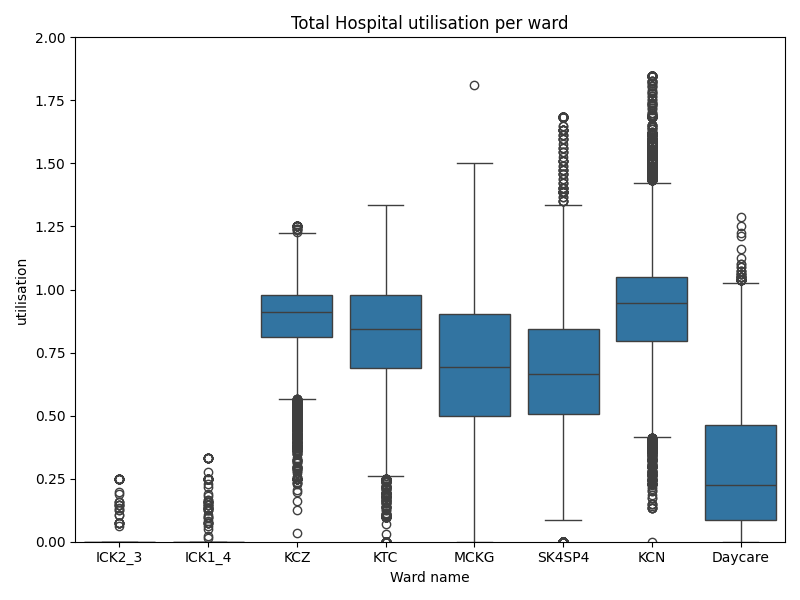 Total Hospital utilisation per ward
2.00
1.75
1.50
1.25
1.00
0.75
0.50
0.25
0.00
utilisation
ICK2_3 ICK1_4 KCZ KTC MCKG SK4SP4 KCN Daycare
Ward name